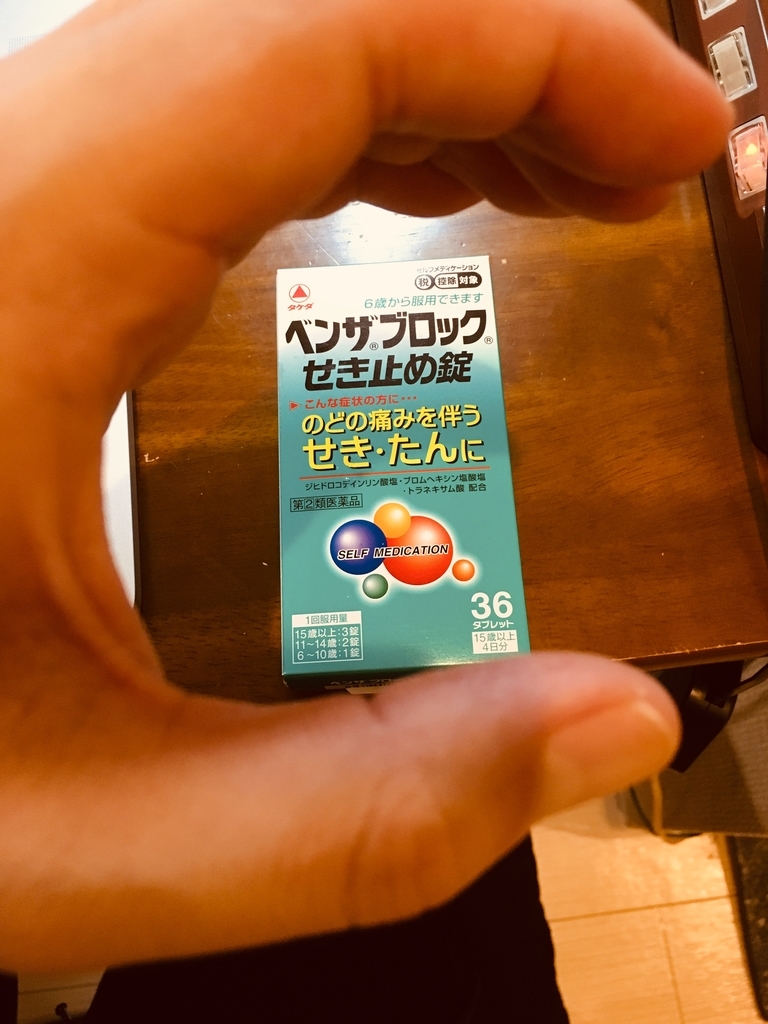 セルフメディケーション
税 控除 対象
タケダ
6歳から服用できます
ベンザ®ブロック®
せき止め錠
こんな症状の方に…
のどの痛みを伴う
せき・たんに
ジヒドロコデインリン酸塩・ブロムヘキシン塩酸塩
・トラネキサム酸 配合
第②類医薬品
SELF MEDICATION
36
タブレット
15歳以上
4日分
1回服用量
15歳以上:3錠
11〜14歳:2錠
6〜10歳:1錠